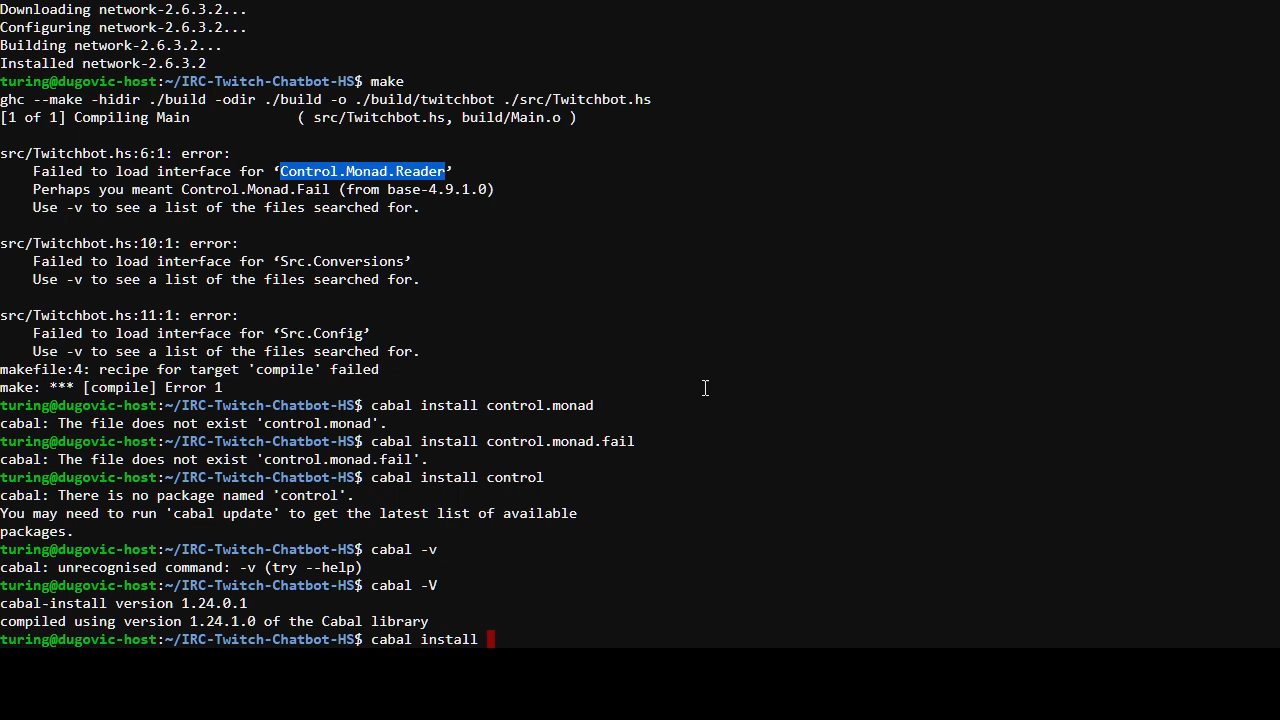 Downloading network-2.6.3.2...
Configuring network-2.6.3.2...
Building network-2.6.3.2...
Installed network-2.6.3.2
turing@dugovic-host:~/IRC-Twitch-Chatbot-HS$ make
ghc --make -hidir ./build -odir ./build -o ./build/twitchbot ./src/Twitchbot.hs
[1 of 1] Compiling Main             ( src/Twitchbot.hs, build/Main.o )

src/Twitchbot.hs:6:1: error:
    Failed to load interface for ‘Control.Monad.Reader’
    Perhaps you meant Control.Monad.Fail (from base-4.9.1.0)
    Use -v to see a list of the files searched for.

src/Twitchbot.hs:10:1: error:
    Failed to load interface for ‘Src.Conversions’
    Use -v to see a list of the files searched for.

src/Twitchbot.hs:11:1: error:
    Failed to load interface for ‘Src.Config’
    Use -v to see a list of the files searched for.
makefile:4: recipe for target 'compile' failed
make: *** [compile] Error 1
turing@dugovic-host:~/IRC-Twitch-Chatbot-HS$ cabal install control.monad
cabal: The file does not exist 'control.monad'.
turing@dugovic-host:~/IRC-Twitch-Chatbot-HS$ cabal install control.monad.fail
cabal: The file does not exist 'control.monad.fail'.
turing@dugovic-host:~/IRC-Twitch-Chatbot-HS$ cabal install control
cabal: There is no package named 'control'.
You may need to run 'cabal update' to get the latest list of available
packages.
turing@dugovic-host:~/IRC-Twitch-Chatbot-HS$ cabal -v
cabal: unrecognised command: -v (try --help)
turing@dugovic-host:~/IRC-Twitch-Chatbot-HS$ cabal -V
cabal-install version 1.24.0.1
compiled using version 1.24.1.0 of the Cabal library
turing@dugovic-host:~/IRC-Twitch-Chatbot-HS$ cabal install